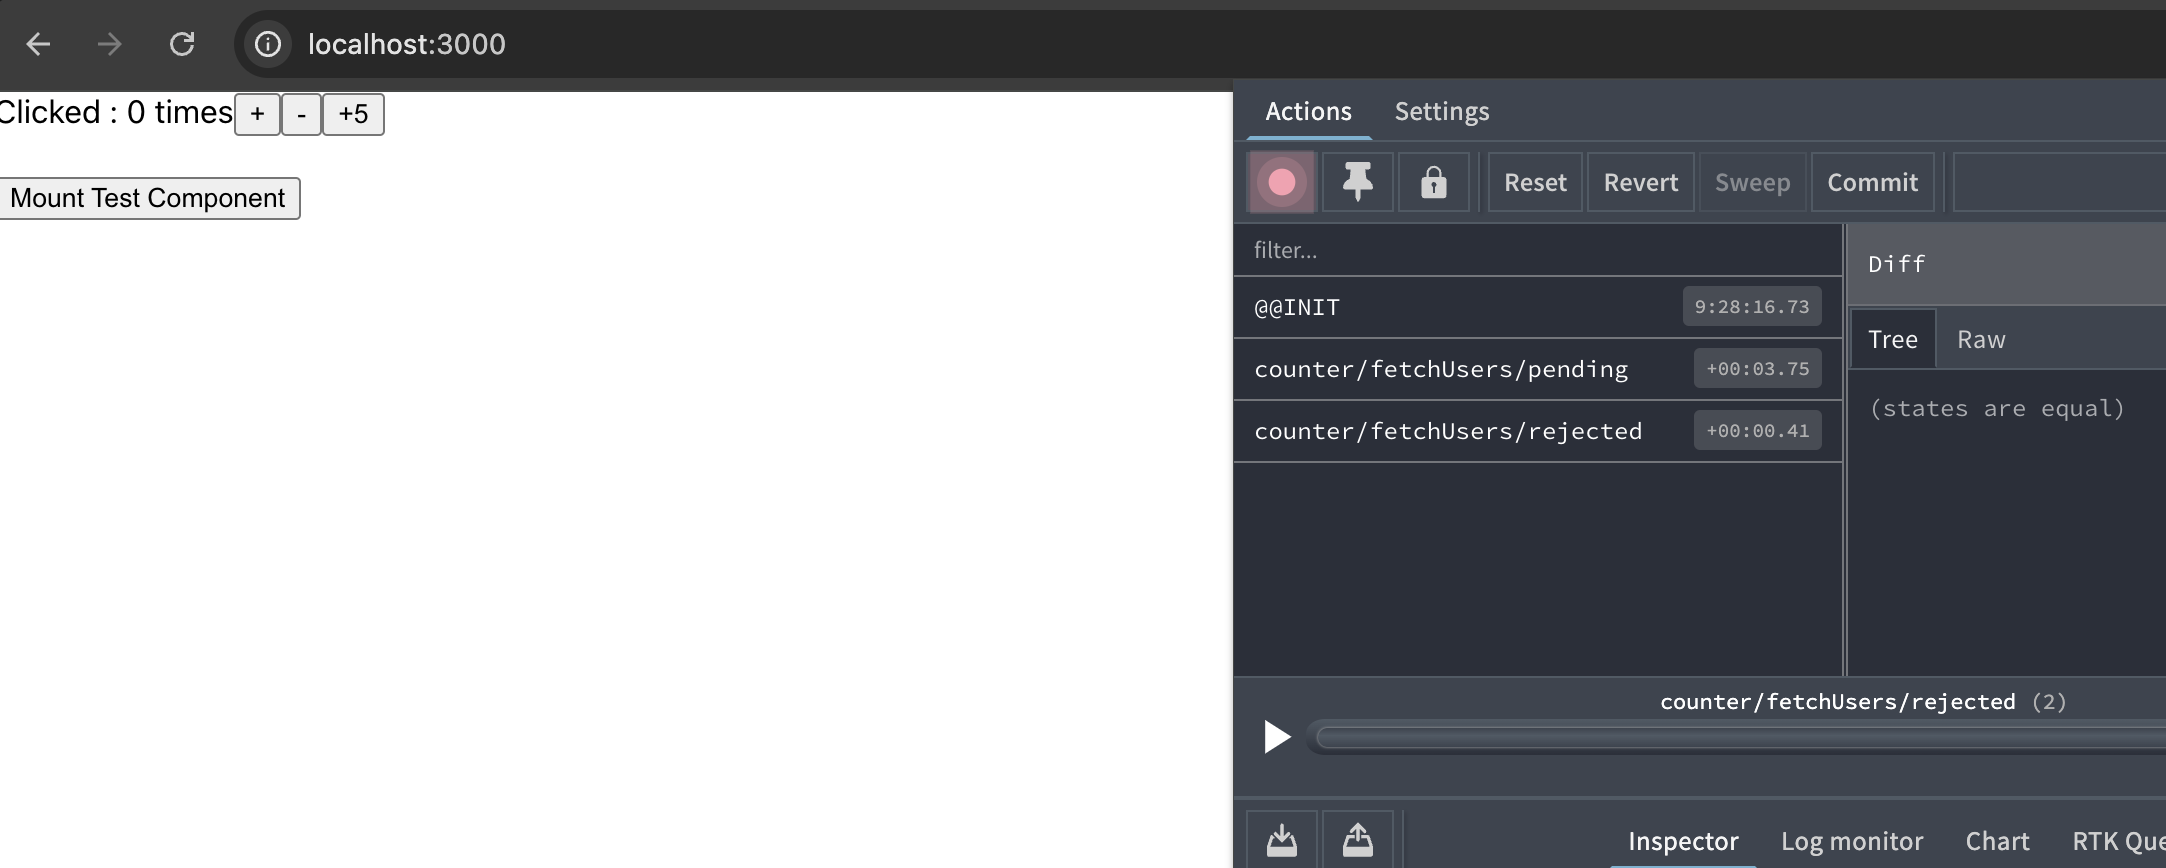 localhost:3000
Clicked : 0 times + - +5
Mount Test Component
Actions Settings
Reset Revert Sweep Commit
filter...
@@INIT 9:28:16.73
counter/fetchUsers/pending +00:03.75
counter/fetchUsers/rejected +00:00.41
Diff
Tree Raw
(states are equal)
counter/fetchUsers/rejected (2)
Inspector Log monitor Chart RTK Que